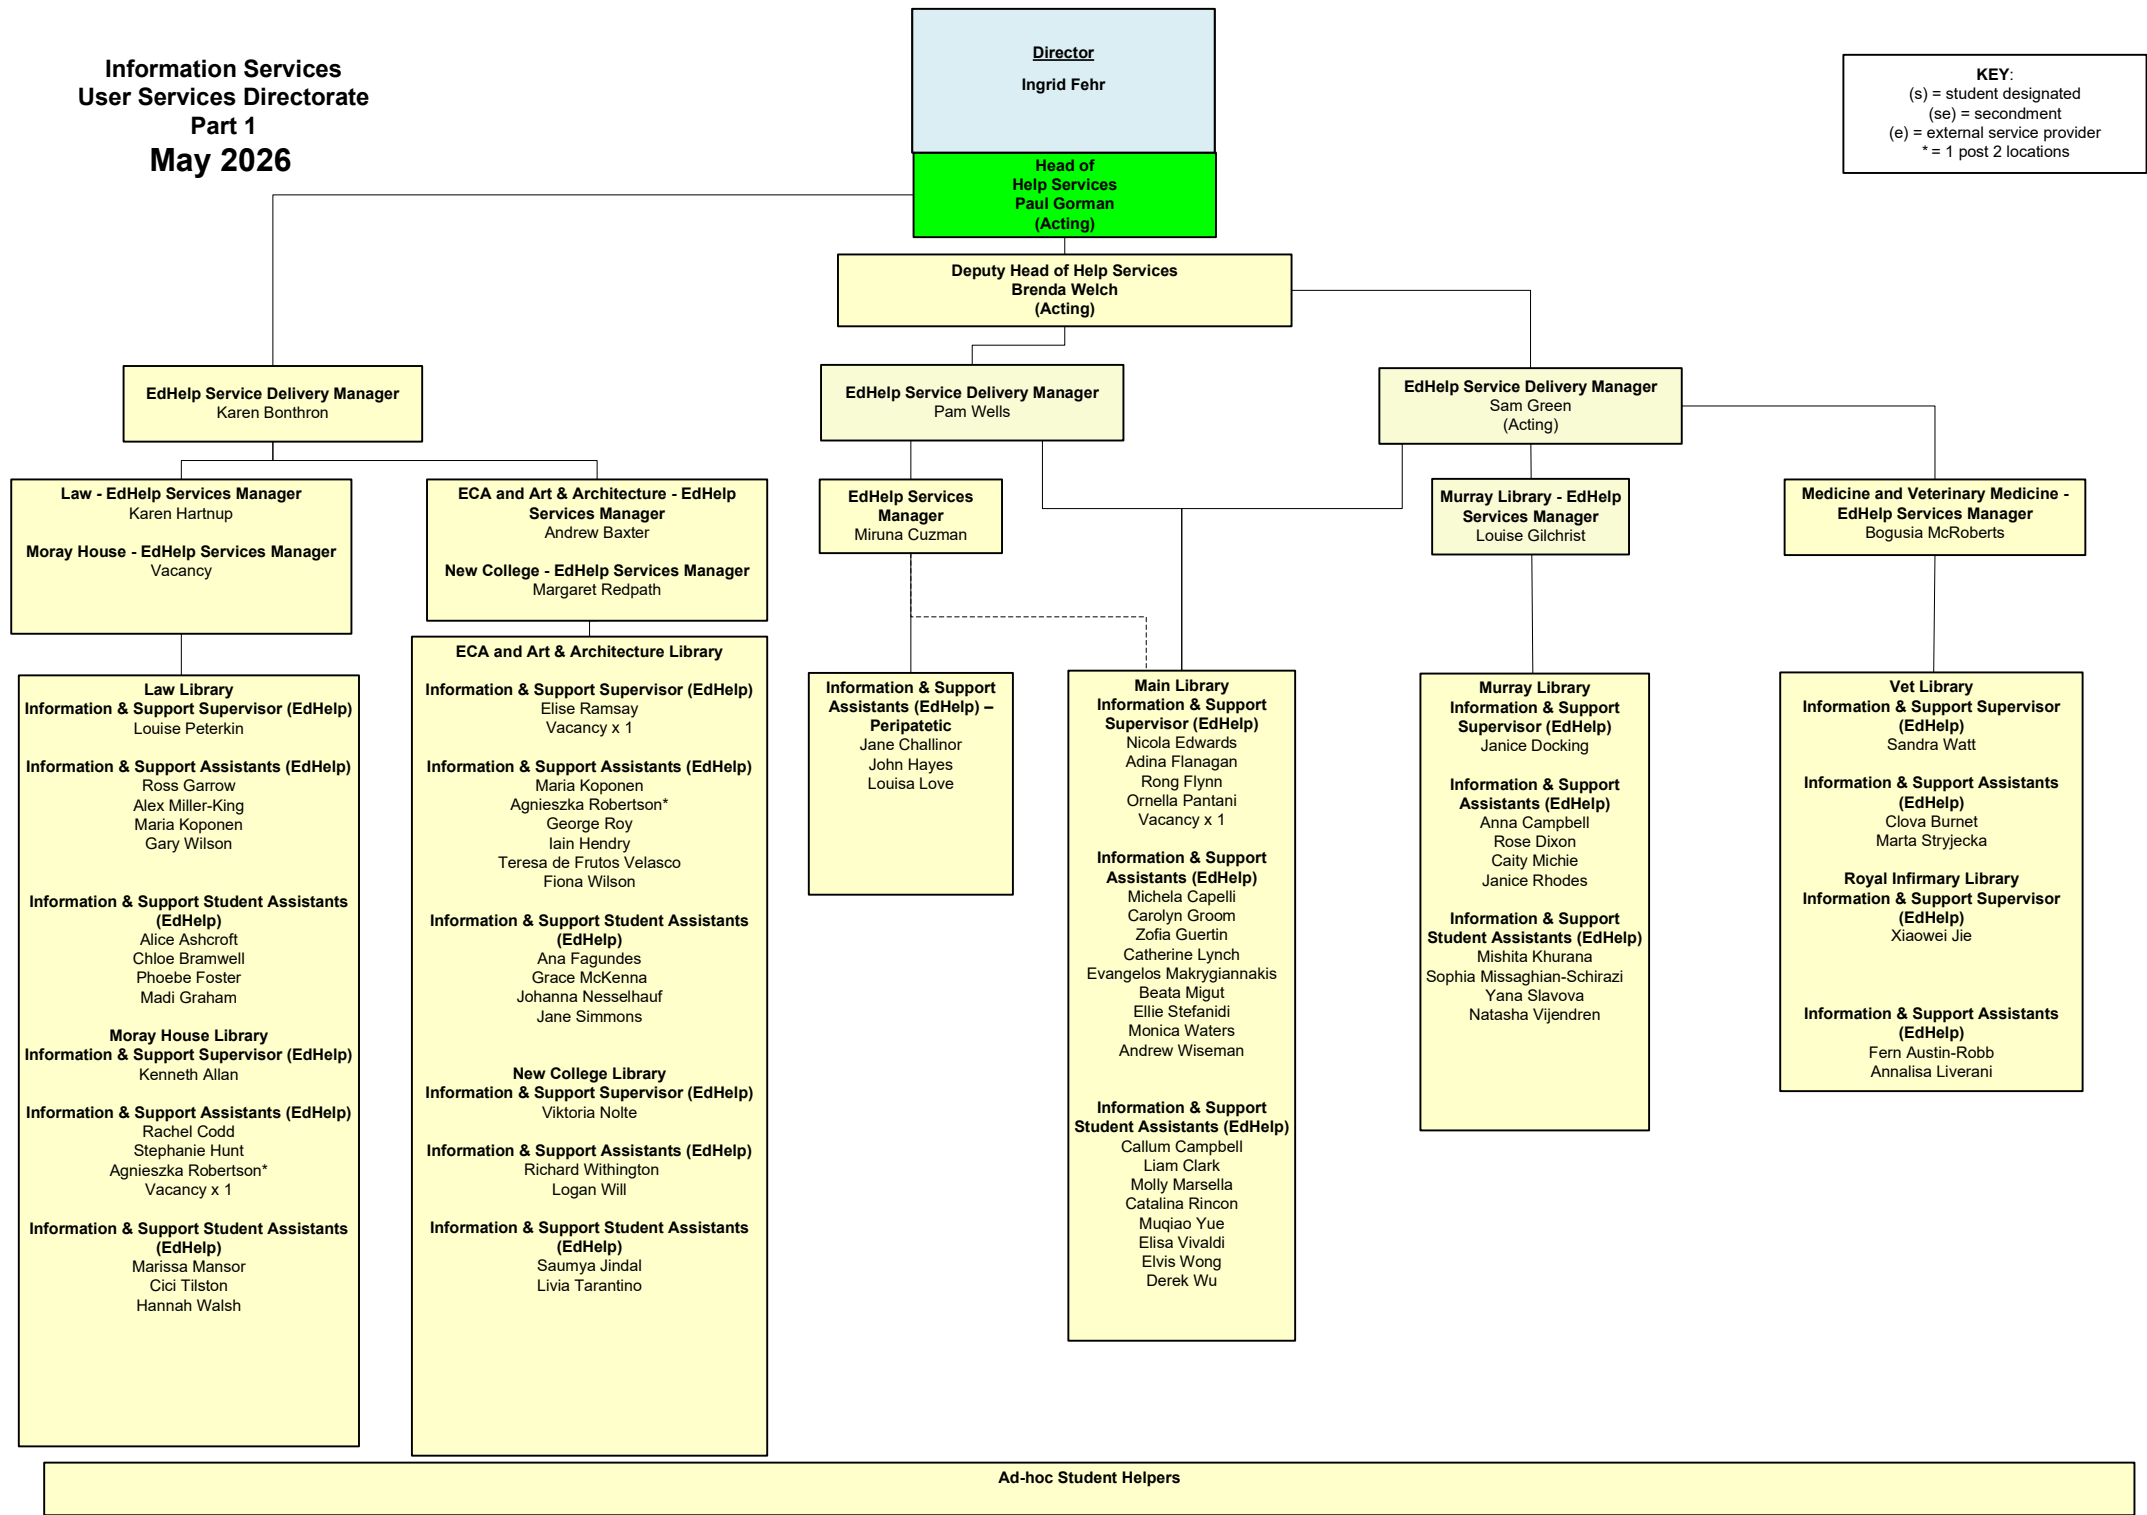 Information Services
User Services Directorate
Part 1
May 2026
Director
Ingrid Fehr
KEY:
(s) = student designated
(se) = secondment
(e) = external service provider
* = 1 post 2 locations
Head of
Help Services
Paul Gorman
(Acting)
Deputy Head of Help Services
Brenda Welch
(Acting)
EdHelp Service Delivery Manager
Karen Bonthron
EdHelp Service Delivery Manager
Pam Wells
EdHelp Service Delivery Manager
Sam Green
(Acting)
Law - EdHelp Services Manager
Karen Hartnup
Moray House - EdHelp Services Manager
Vacancy
ECA and Art & Architecture - EdHelp
Services Manager
Andrew Baxter
New College - EdHelp Services Manager
Margaret Redpath
EdHelp Services
Manager
Miruna Cuzman
Murray Library - EdHelp
Services Manager
Louise Gilchrist
Medicine and Veterinary Medicine -
EdHelp Services Manager
Bogusia McRoberts
Law Library
Information & Support Supervisor (EdHelp)
Louise Peterkin
Information & Support Assistants (EdHelp)
Ross Garrow
Alex Miller-King
Maria Koponen
Gary Wilson
Information & Support Student Assistants
(EdHelp)
Alice Ashcroft
Chloe Bramwell
Phoebe Foster
Madi Graham
Moray House Library
Information & Support Supervisor (EdHelp)
Kenneth Allan
Information & Support Assistants (EdHelp)
Rachel Codd
Stephanie Hunt
Agnieszka Robertson*
Vacancy x 1
Information & Support Student Assistants
(EdHelp)
Marissa Mansor
Cici Tilston
Hannah Walsh
ECA and Art & Architecture Library
Information & Support Supervisor (EdHelp)
Elise Ramsay
Vacancy x 1
Information & Support Assistants (EdHelp)
Maria Koponen
Agnieszka Robertson*
George Roy
Iain Hendry
Teresa de Frutos Velasco
Fiona Wilson
Information & Support Student Assistants
(EdHelp)
Ana Fagundes
Grace McKenna
Johanna Nesselhauf
Jane Simmons
New College Library
Information & Support Supervisor (EdHelp)
Viktoria Nolte
Information & Support Assistants (EdHelp)
Richard Withington
Logan Will
Information & Support Student Assistants
(EdHelp)
Saumya Jindal
Livia Tarantino
Information & Support
Assistants (EdHelp) –
Peripatetic
Jane Challinor
John Hayes
Louisa Love
Main Library
Information & Support
Supervisor (EdHelp)
Nicola Edwards
Adina Flanagan
Rong Flynn
Ornella Pantani
Vacancy x 1
Information & Support
Assistants (EdHelp)
Michela Capelli
Carolyn Groom
Zofia Guertin
Catherine Lynch
Evangelos Makrygiannakis
Beata Migut
Ellie Stefanidi
Monica Waters
Andrew Wiseman
Information & Support
Student Assistants (EdHelp)
Callum Campbell
Liam Clark
Molly Marsella
Catalina Rincon
Muqiao Yue
Elisa Vivaldi
Elvis Wong
Derek Wu
Murray Library
Information & Support
Supervisor (EdHelp)
Janice Docking
Information & Support
Assistants (EdHelp)
Anna Campbell
Rose Dixon
Caity Michie
Janice Rhodes
Information & Support
Student Assistants (EdHelp)
Mishita Khurana
Sophia Missaghian-Schirazi
Yana Slavova
Natasha Vijendren
Vet Library
Information & Support Supervisor
(EdHelp)
Sandra Watt
Information & Support Assistants
(EdHelp)
Clova Burnet
Marta Stryjecka
Royal Infirmary Library
Information & Support Supervisor
(EdHelp)
Xiaowei Jie
Information & Support Assistants
(EdHelp)
Fern Austin-Robb
Annalisa Liverani
Ad-hoc Student Helpers